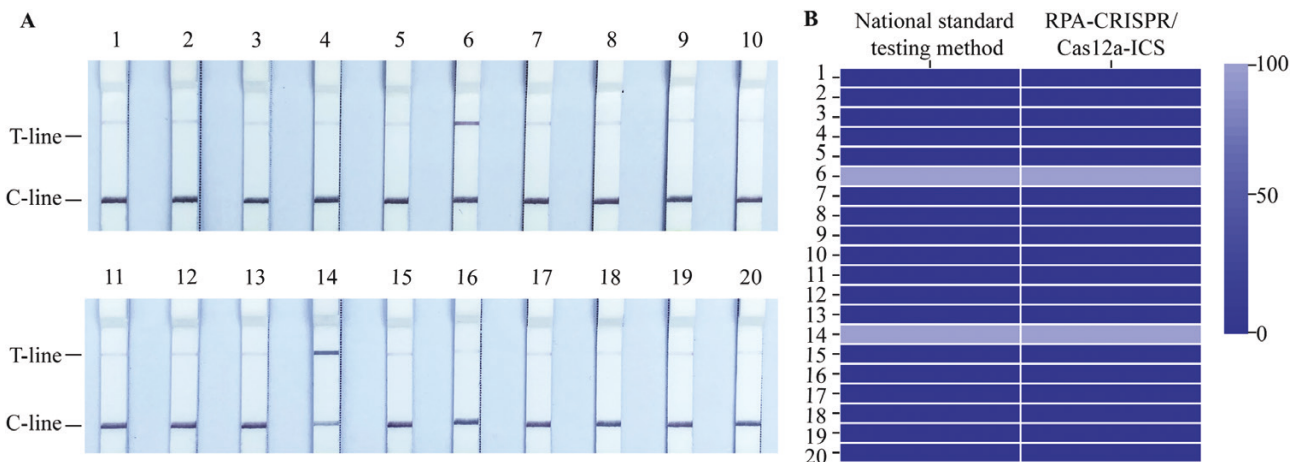 A
1 2 3 4 5 6 7 8 9 10
T-line
C-line
11 12 13 14 15 16 17 18 19 20
T-line
C-line
B
National standard
testing method
RPA-CRISPR/
Cas12a-ICS
1
2
3
4
5
6
7
8
9
10
11
12
13
14
15
16
17
18
19
20
100
50
0